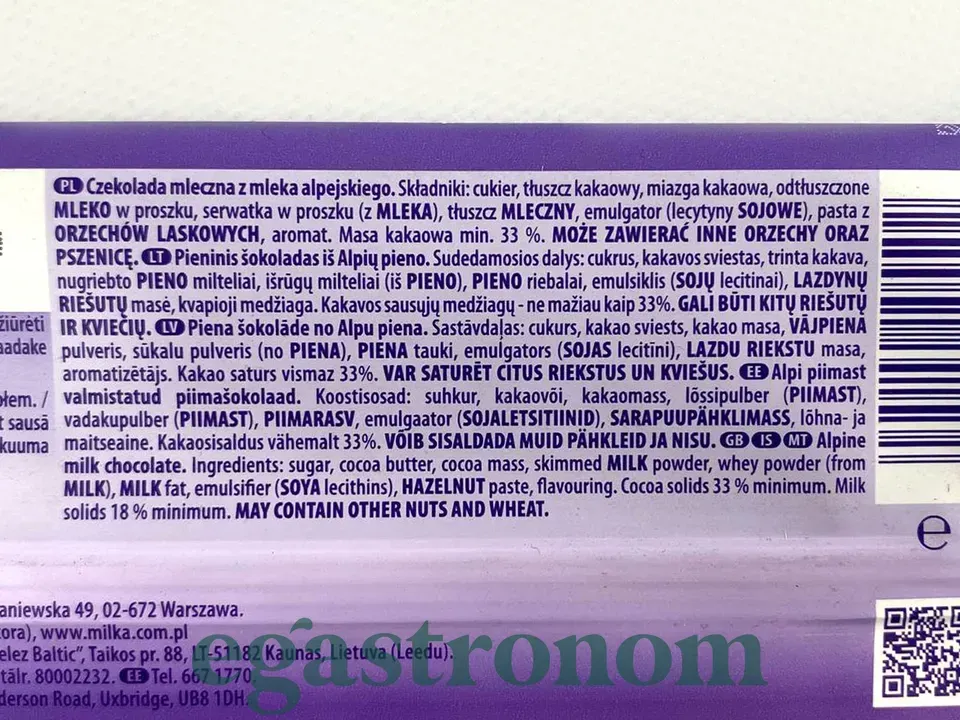 PL Czekolada mleczna z mleka alpejskiego. Składniki: cukier, tłuszcz kakaowy, miazga kakaowa, odtłuszczone
MLEKO w proszku, serwatka w proszku (z MLEKA), tłuszcz MLECZNY, emulgator (lecytyny SOJOWE), pasta z
ORZECHÓW LASKOWYCH, aromat. Masa kakaowa min. 33 %. MOŻE ZAWIERAĆ INNE ORZECHY ORAZ
PSZENICĘ. LT Pieninis šokoladas iš Alpių pieno. Sudedamosios dalys: cukrus, kakavos sviestas, trinta kakava,
nugriebto PIENO milteliai, išrūgų milteliai (iš PIENO), PIENO riebalai, emulsiklis (SOJŲ lecitinai), LAZDYNŲ
RIEŠUTŲ masė, kvapioji medžiaga. Kakavos sausųjų medžiagų - ne mažiau kaip 33%. GALI BŪTI KITŲ RIEŠUTŲ
IR KVIEČIŲ. LV Piena šokolāde no Alpu piena. Sastāvdaļas: cukurs, kakao sviests, kakao masa, VĀJPIENA
pulveris, sūkalu pulveris (no PIENA), PIENA tauki, emulgators (SOJAS lecitīni), LAZDU RIEKSTU masa,
aromatizētājs. Kakao saturs vismaz 33%. VAR SATURĒT CITUS RIEKSTUS UN KVIEŠUS. EE Alpi piimast
valmistatud piimašokolaad. Koostisosad: suhkur, kakaovõi, kakaomass, lõssipulber (PIIMAST),
vadakupulber (PIIMAST), PIIMARASV, emulgaator (SOJALETSITIINID), SARAPUUPÄHKLIMASS, lõhna- ja
maitseaine. Kakaosisaldus vähemalt 33%. VÕIB SISALDADA MUID PÄHKLEID JA NISU. GB IS MT Alpine
milk chocolate. Ingredients: sugar, cocoa butter, cocoa mass, skimmed MILK powder, whey powder (from
MILK), MILK fat, emulsifier (SOYA lecithins), HAZELNUT paste, flavouring. Cocoa solids 33 % minimum. Milk
solids 18 % minimum. MAY CONTAIN OTHER NUTS AND WHEAT.
žiūrėti
aadake
łem. /
t sausā
kuuma
e
aniewska 49, 02-672 Warszawa.
tora), www.milka.com.pl
elez Baltic”, Taikos pr. 88, LT-51182 Kaunas, Lietuva (Leedu).
tālr. 80002232. EE Tel. 667 1770.
derson Road, Uxbridge, UB8 1DH.
egastronom